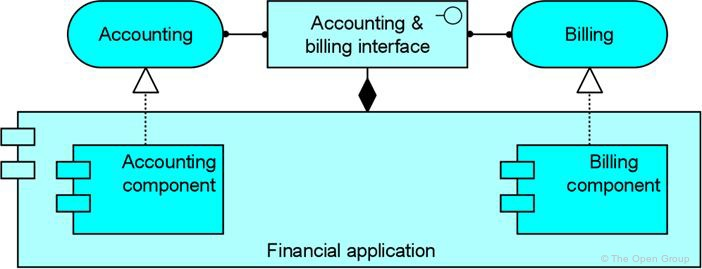 Accounting
Accounting &
billing interface
Billing
Accounting
component
Billing
component
Financial application
© The Open Group